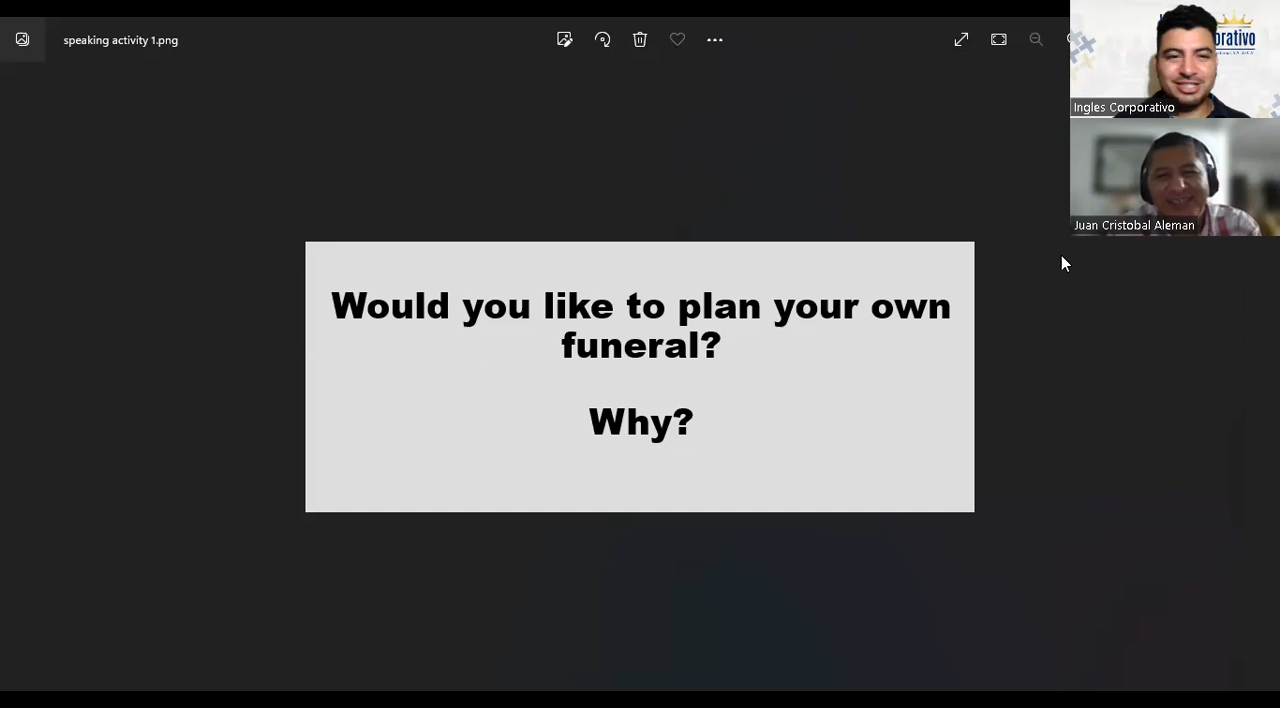 speaking activity 1.png
Ingles Corporativo
Juan Cristobal Aleman
Would you like to plan your own
funeral?
Why?